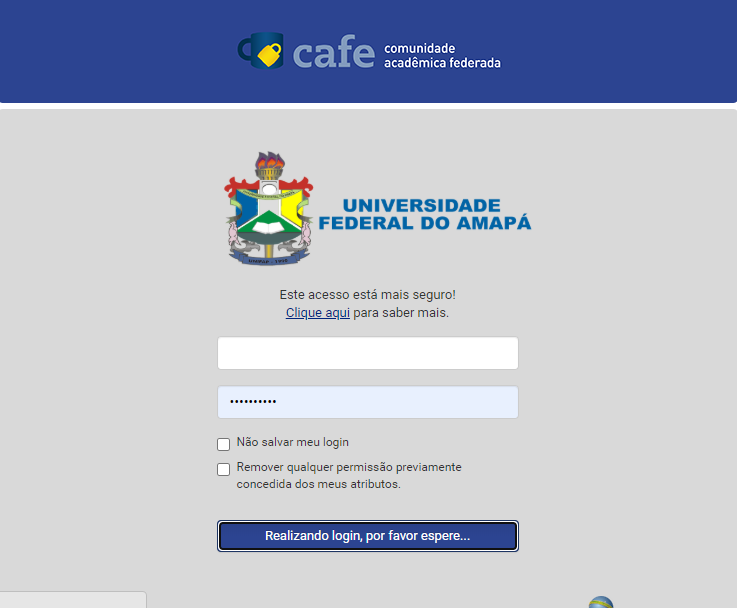 cafe
comunidade
acadêmica federada
UNIVERSIDADE
FEDERAL DO AMAPÁ
Este acesso está mais seguro!
Clique aqui para saber mais.
••••••••••
Não salvar meu login
Remover qualquer permissão previamente
concedida dos meus atributos.
Realizando login, por favor espere...